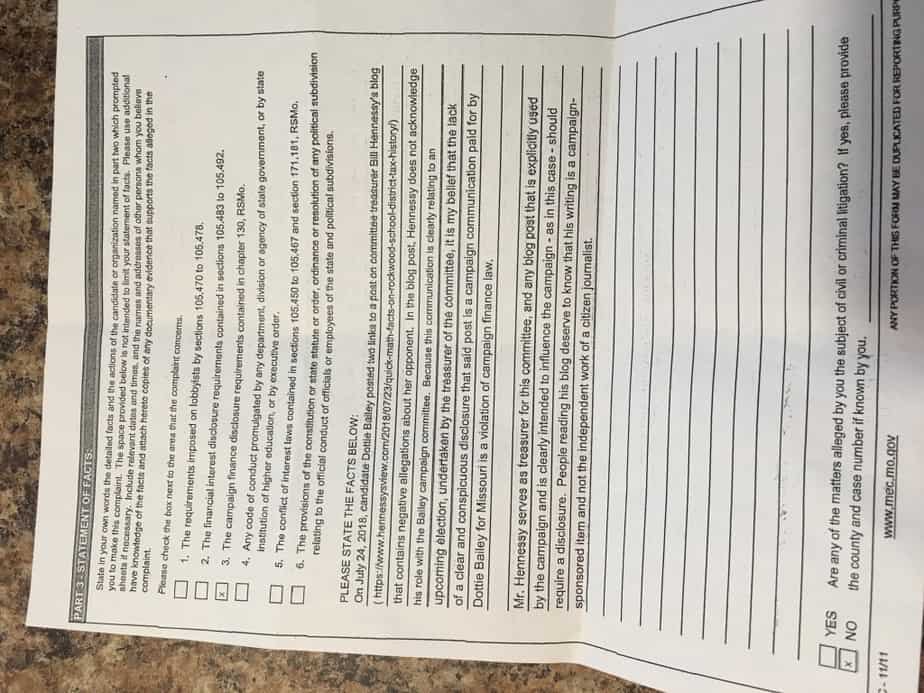 PART 3 - STATEMENT OF FACTS:
State in your own words the detailed facts and the actions of the candidate or organization named in part two which prompted
you to make this complaint. The space provided below is not intended to limit your statement of facts. Please use additional
sheets if necessary. Include relevant dates and times, and the names and addresses of other persons whom you believe
have knowledge of the facts and attach hereto copies of any documentary evidence that supports the facts alleged in the
complaint.
Please check the box next to the area that the complaint concerns.
1. The requirements imposed on lobbyists by sections 105.470 to 105.478.
2. The financial interest disclosure requirements contained in sections 105.483 to 105.492.
x 3. The campaign finance disclosure requirements contained in chapter 130, RSMo.
4. Any code of conduct promulgated by any department, division or agency of state government, or by state
institution of higher education, or by executive order.
5. The conflict of interest laws contained in sections 105.450 to 105.467 and section 171.181, RSMo.
6. The provisions of the constitution or state statute or order, ordinance or resolution of any political subdivision
relating to the official conduct of officials or employees of the state and political subdivisions.
PLEASE STATE THE FACTS BELOW:
On July 24, 2018, candidate Dottie Bailey posted two links to a post on committee treasurer Bill Hennessy's blog
( https://www.hennessysview.com/2018/07/23/quick-math-facts-on-rockwood-school-district-tax-history/)
that contains negative allegations about her opponent. In the blog post, Hennessy does not acknowledge
his role with the Bailey campaign committee. Because this communication is clearly relating to an
upcoming election, undertaken by the treasurer of the committee, it is my belief that the lack
of a clear and conspicuous disclosure that said post is a campaign communication paid for by
Dottie Bailey for Missouri is a violation of campaign finance law.
Mr. Hennessy serves as treasurer for this committee, and any blog post that is explicitly used
by the campaign and is clearly intended to influence the campaign - as in this case - should
require a disclosure. People reading his blog deserve to know that his writing is a campaign-
sponsored item and not the independent work of a citizen journalist.
YES Are any of the matters alleged by you the subject of civil or criminal litigation? If yes, please provide
x NO the county and case number if known by you.
- 11/11 www.mec.mo.gov ANY PORTION OF THIS FORM MAY BE DUPLICATED FOR REPORTING